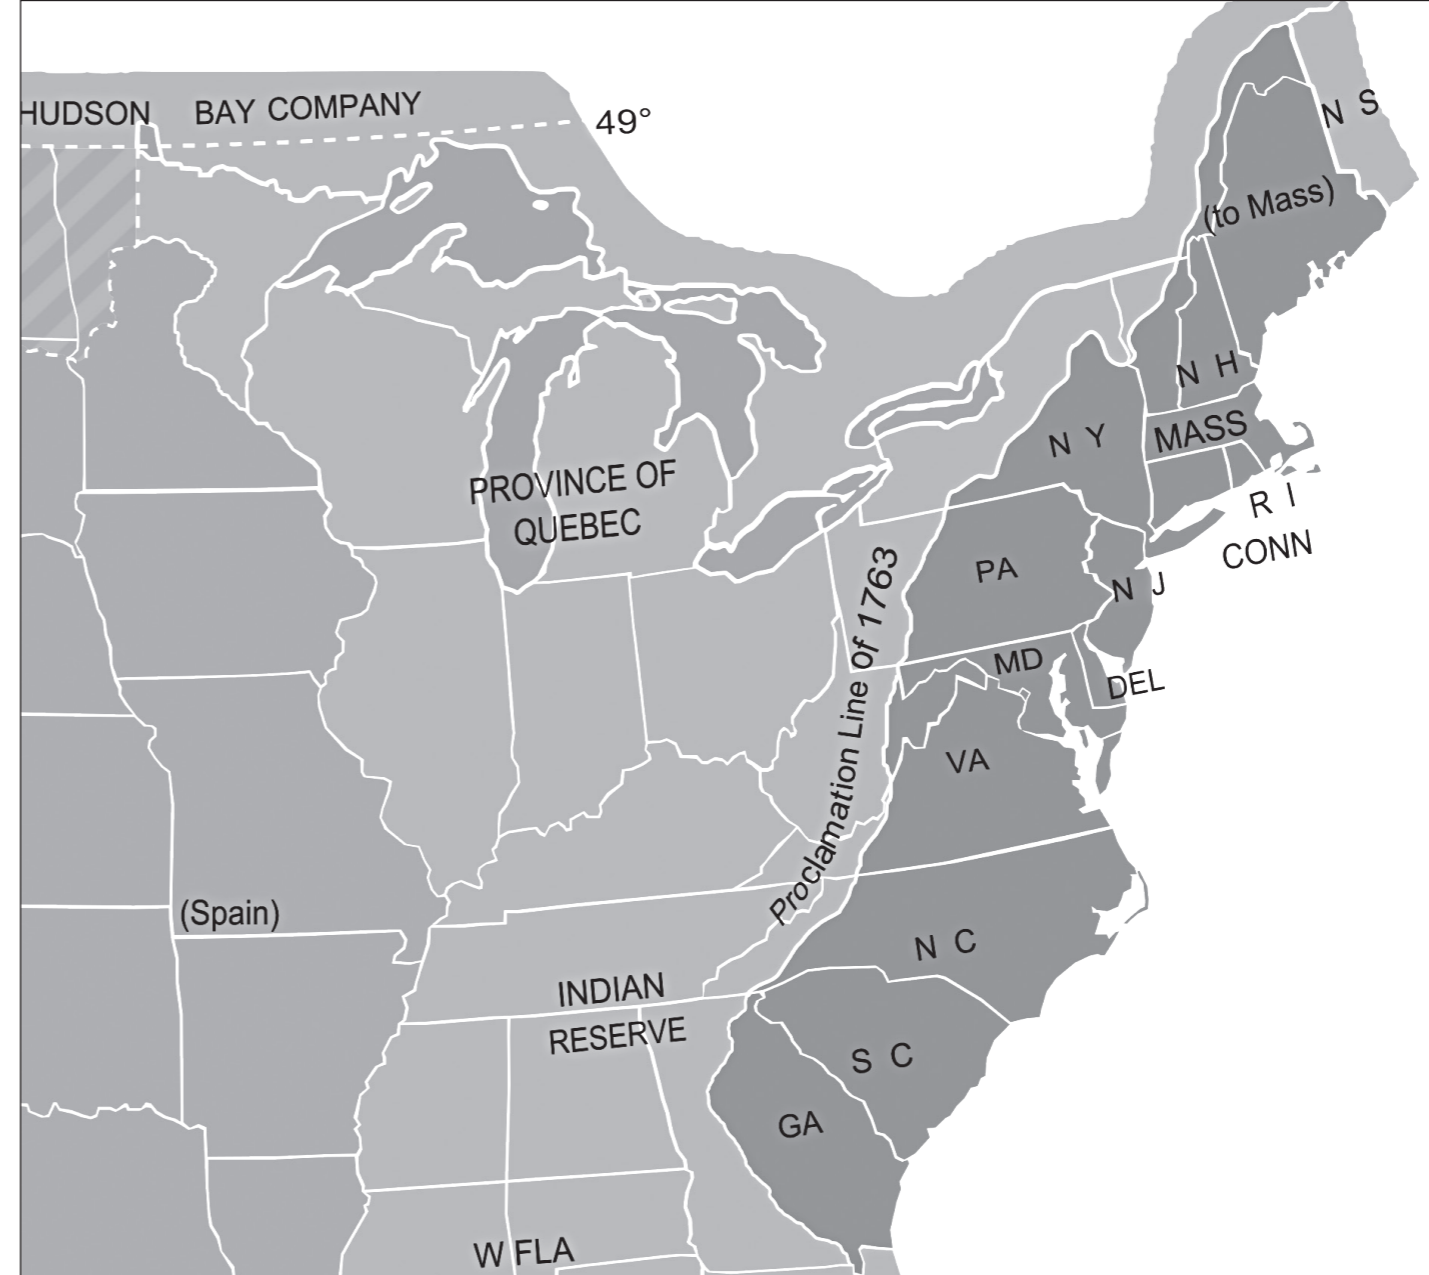 HUDSON BAY COMPANY
49°
N S
(to Mass)
N H
N Y
MASS
R I
CONN
PROVINCE OF
QUEBEC
PA
N J
Proclamation Line of 1763
MD
DEL
VA
(Spain)
N C
INDIAN
RESERVE
S C
GA
W FLA